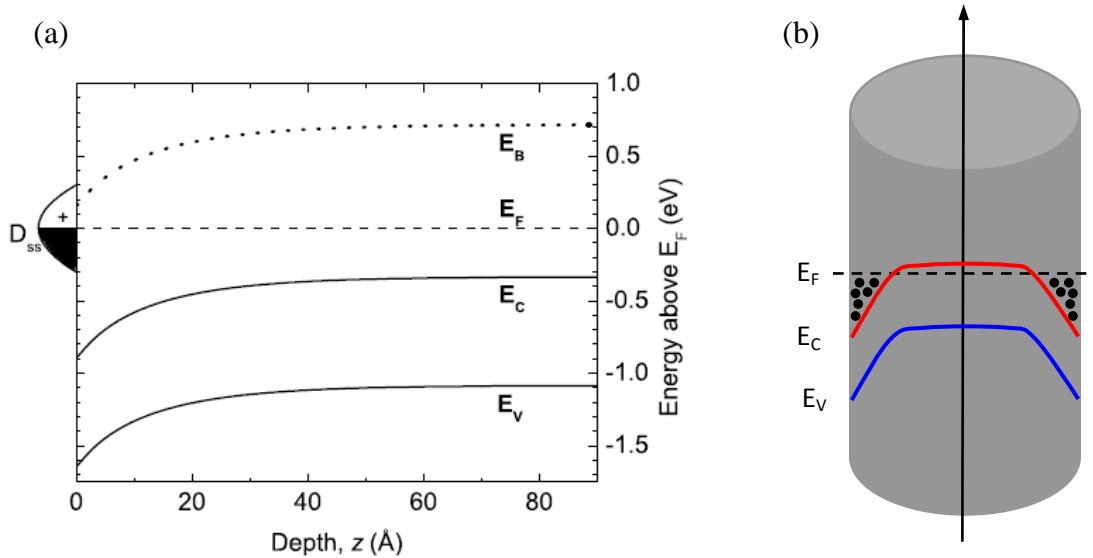 (a)
(b)
1.0
0.5
0.0
-0.5
-1.0
-1.5
E_B
E_F
E_C
E_V
+
D_ss
0
20
40
60
80
Depth, z (Å)
Energy above E_F (eV)
E_F
E_C
E_V